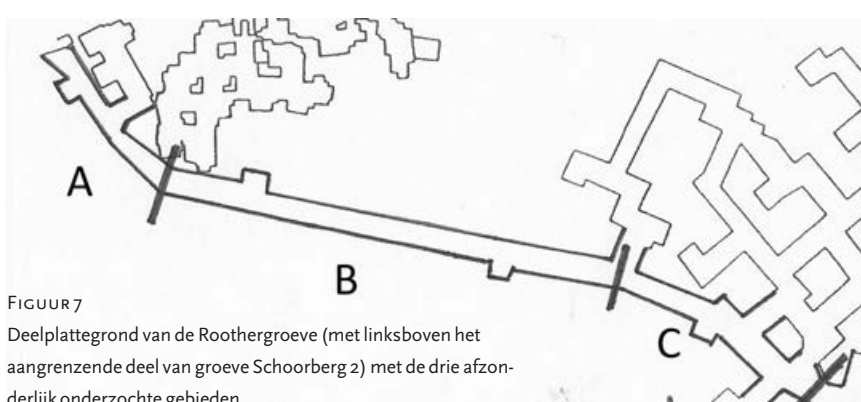 A
B
C
FIGUUR 7
Deelplattegrond van de Roothergroeve (met linksboven het
aangrenzende deel van groeve Schoorberg 2) met de drie afzon-
derlijk onderzochte gebieden